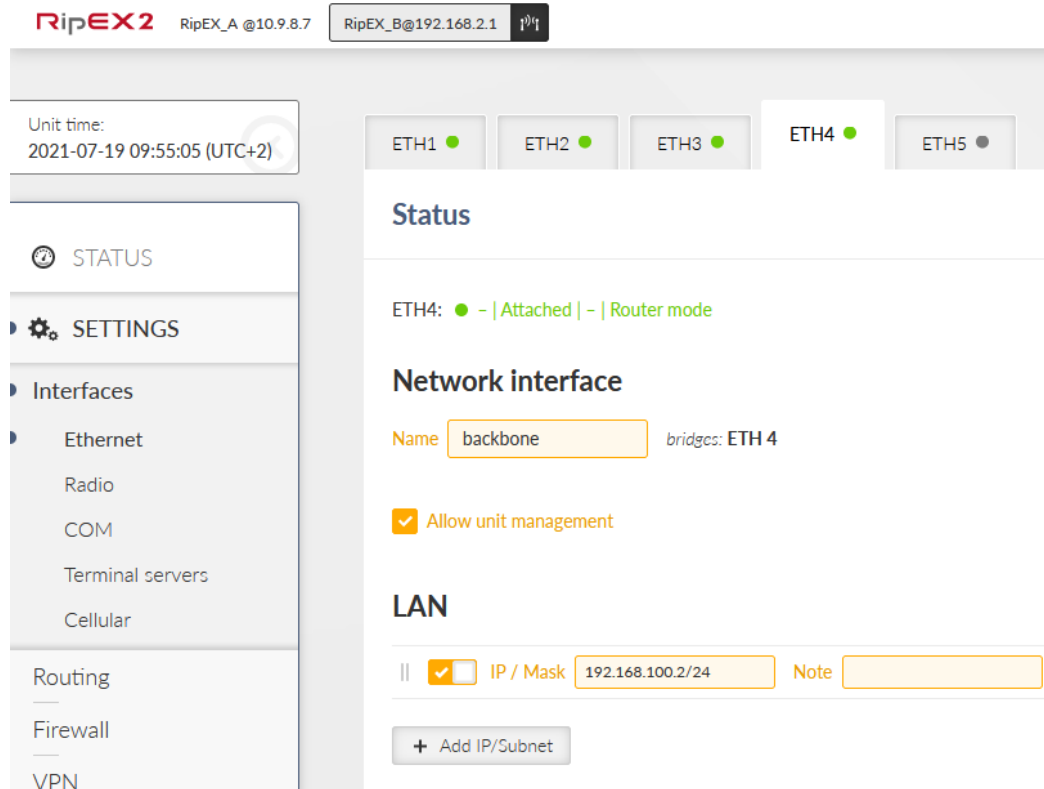 RipEX2 RipEX_A @10.9.8.7 RipEX_B@192.168.2.1
Unit time:
2021-07-19 09:55:05 (UTC+2)
ETH1 ETH2 ETH3 ETH4 ETH5
Status
STATUS
ETH4: – | Attached | – | Router mode
SETTINGS
Network interface
Interfaces
Name backbone bridges: ETH 4
Ethernet
Radio
Allow unit management
COM
Terminal servers
LAN
Cellular
IP / Mask 192.168.100.2/24 Note
Routing
Firewall
+ Add IP/Subnet
VPN